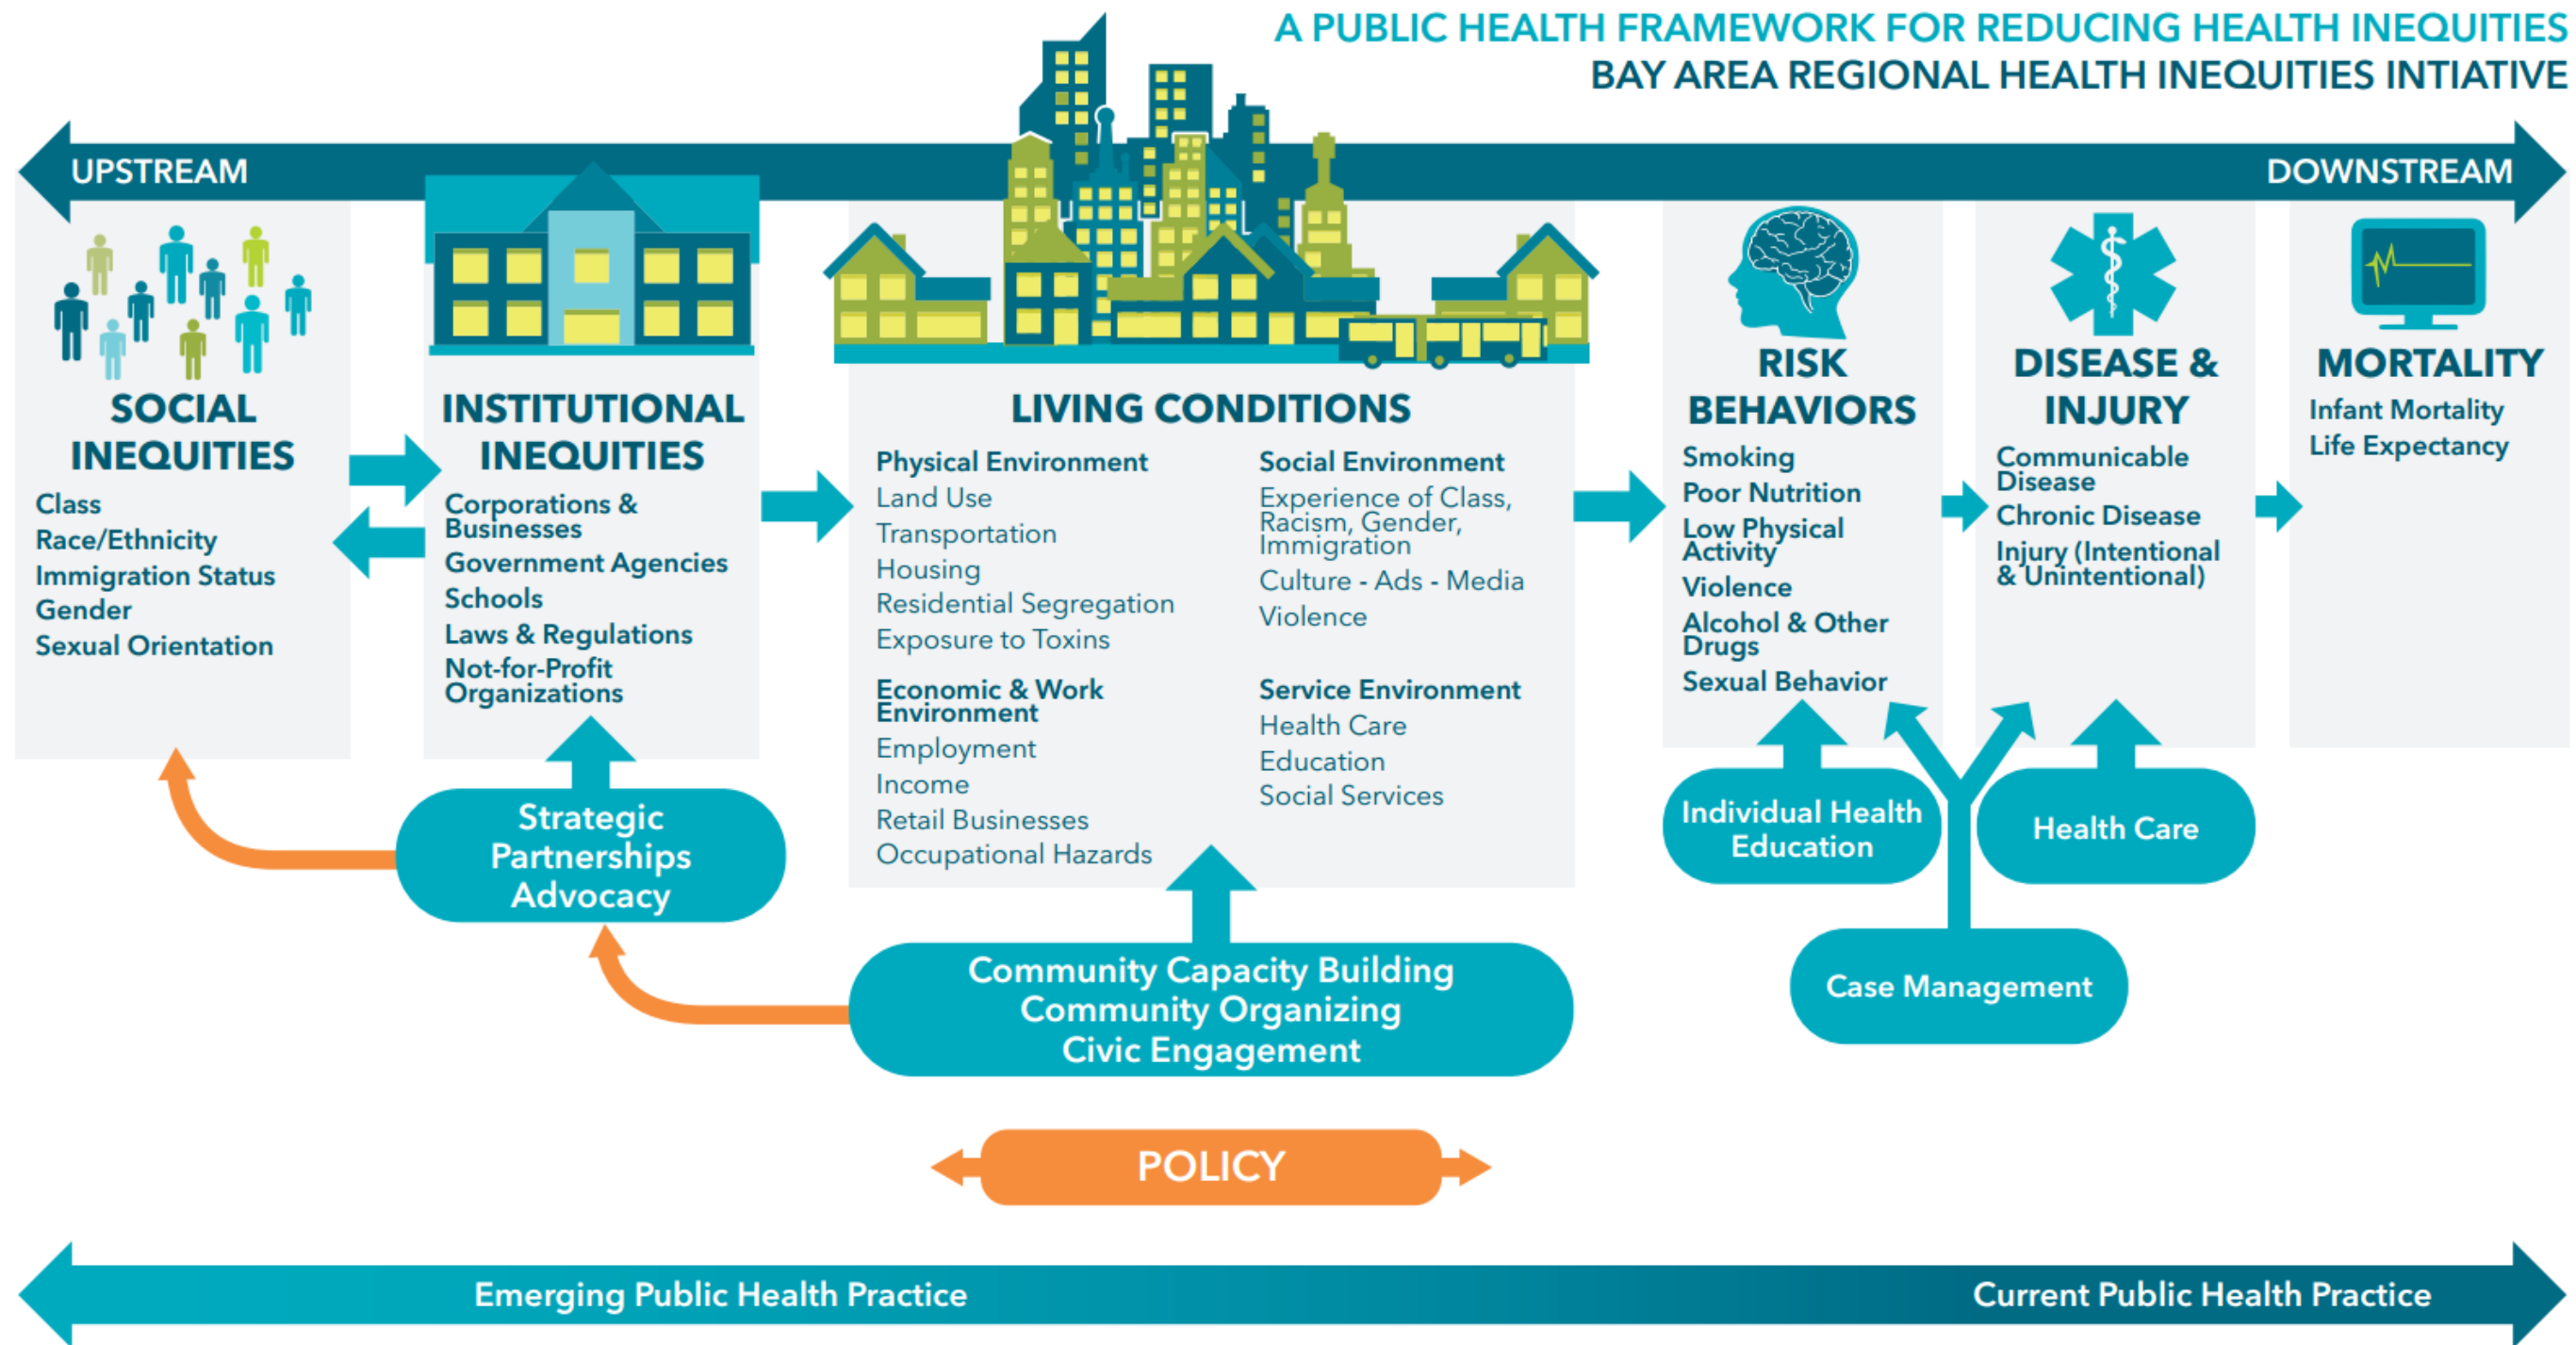 A PUBLIC HEALTH FRAMEWORK FOR REDUCING HEALTH INEQUITIES
BAY AREA REGIONAL HEALTH INEQUITIES INTIATIVE
UPSTREAM
DOWNSTREAM
SOCIAL
INEQUITIES
Class
Race/Ethnicity
Immigration Status
Gender
Sexual Orientation
INSTITUTIONAL
INEQUITIES
Corporations &
Businesses
Government Agencies
Schools
Laws & Regulations
Not-for-Profit
Organizations
LIVING CONDITIONS
Physical Environment
Land Use
Transportation
Housing
Residential Segregation
Exposure to Toxins
Economic & Work
Environment
Employment
Income
Retail Businesses
Occupational Hazards
Social Environment
Experience of Class,
Racism, Gender,
Immigration
Culture - Ads - Media
Violence
Service Environment
Health Care
Education
Social Services
RISK
BEHAVIORS
Smoking
Poor Nutrition
Low Physical
Activity
Violence
Alcohol & Other
Drugs
Sexual Behavior
DISEASE &
INJURY
Communicable
Disease
Chronic Disease
Injury (Intentional
& Unintentional)
MORTALITY
Infant Mortality
Life Expectancy
Strategic
Partnerships
Advocacy
Community Capacity Building
Community Organizing
Civic Engagement
Individual Health
Education
Health Care
Case Management
POLICY
Emerging Public Health Practice
Current Public Health Practice